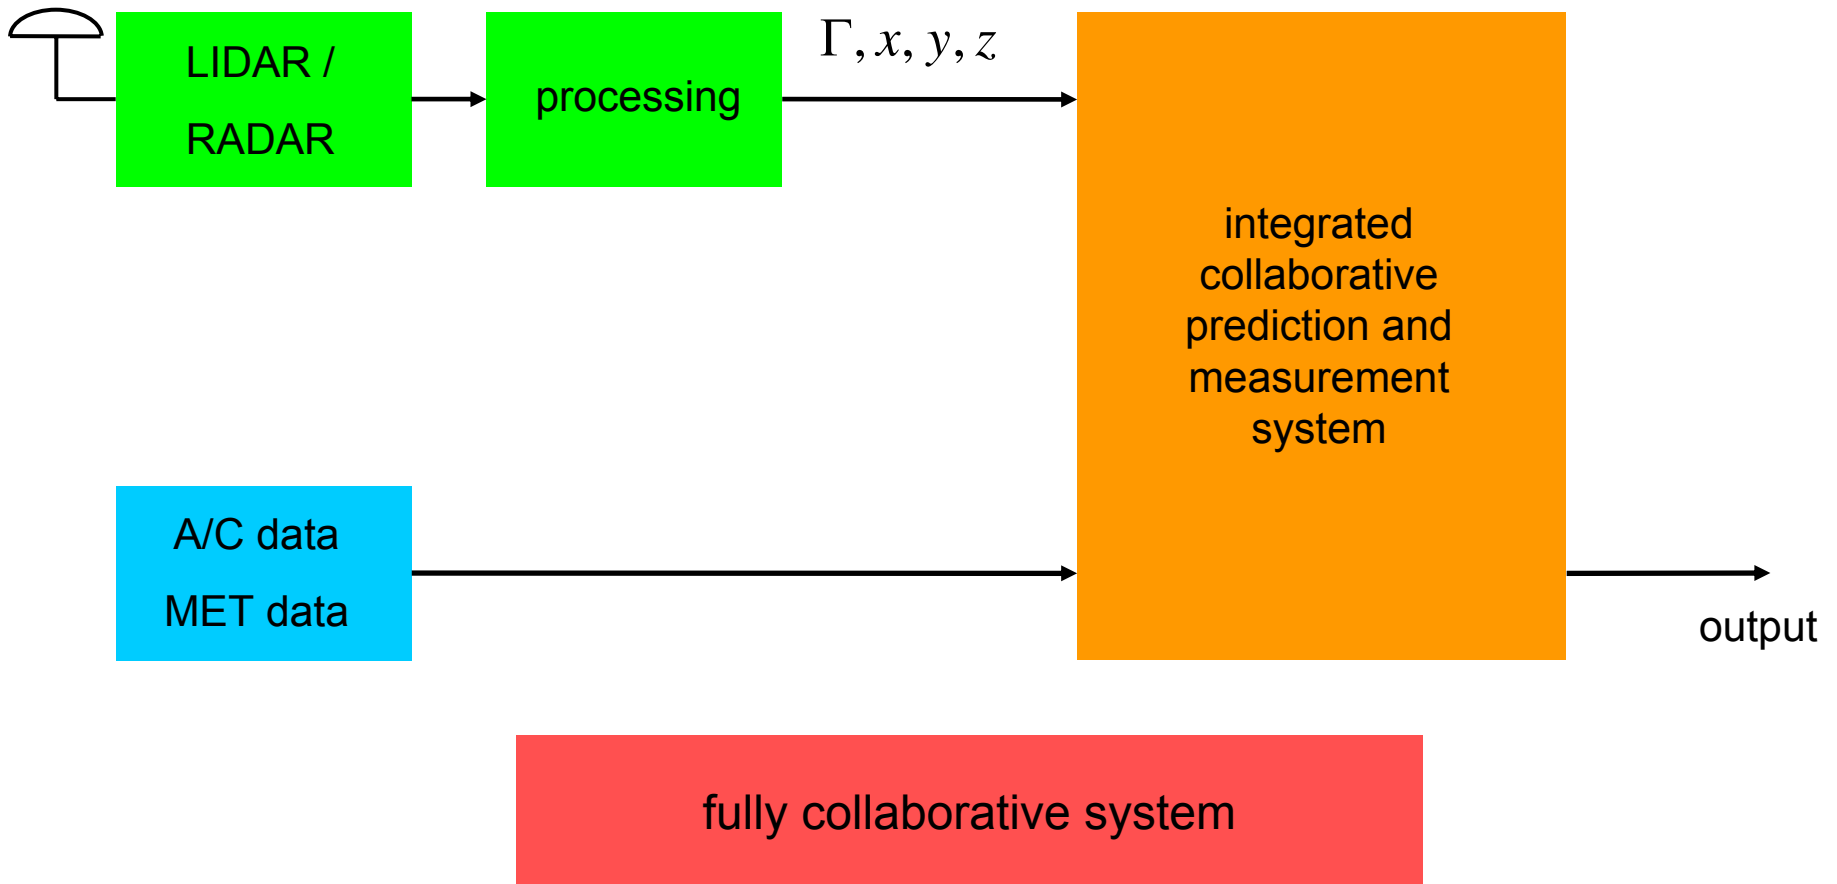 LIDAR /
RADAR
processing
Γ, x, y, z
integrated
collaborative
prediction and
measurement
system
A/C data
MET data
output
fully collaborative system